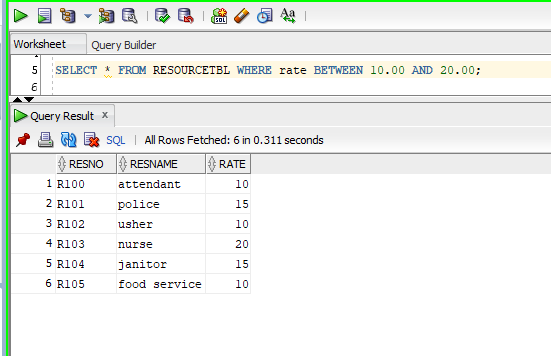 SQL
Aa
Worksheet Query Builder
5 SELECT * FROM RESOURCETBL WHERE rate BETWEEN 10.00 AND 20.00;
6
Query Result x
SQL | All Rows Fetched: 6 in 0.311 seconds
RESNO RESNAME RATE
1 R100 attendant 10
2 R101 police 15
3 R102 usher 10
4 R103 nurse 20
5 R104 janitor 15
6 R105 food service 10